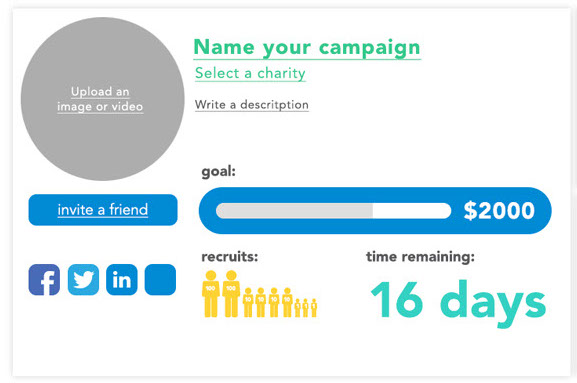 Upload an
image or video
Name your campaign
Select a charity
Write a descritption
goal:
$2000
invite a friend
recruits:
time remaining:
16 days
f
in